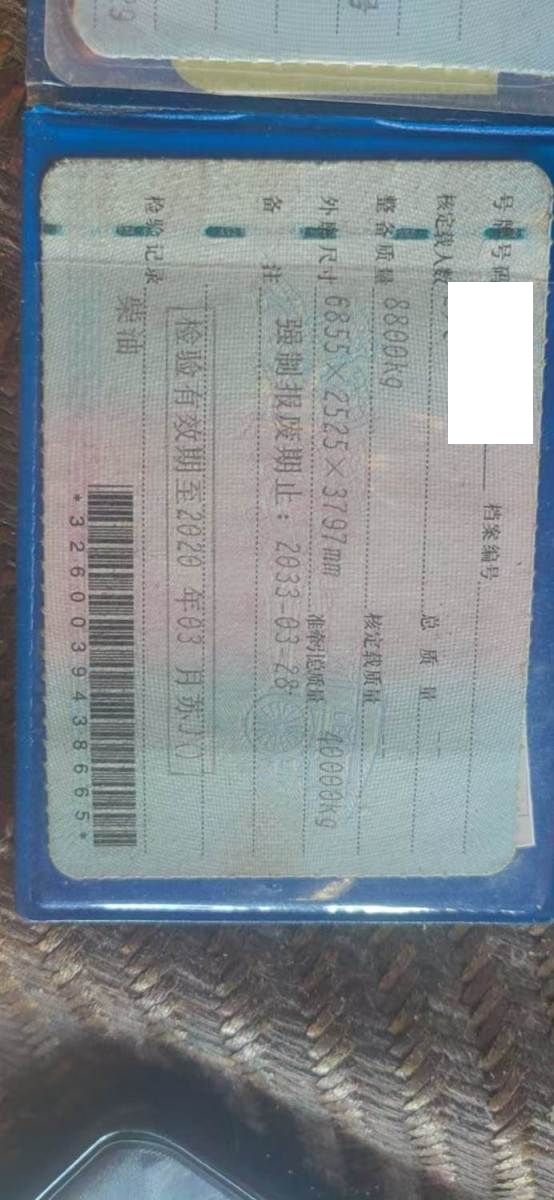 号牌号码 档案编号
核定载人数 总质量 --
整备质量 8800kg 核定载质量 --
外廓尺寸 6855×2525×3797mm 准牵引总质量 40000kg
备注 强制报废期止：2033-03-28
检验有效期至2020年03月苏J()
检验记录
柴油
*3260039438665*